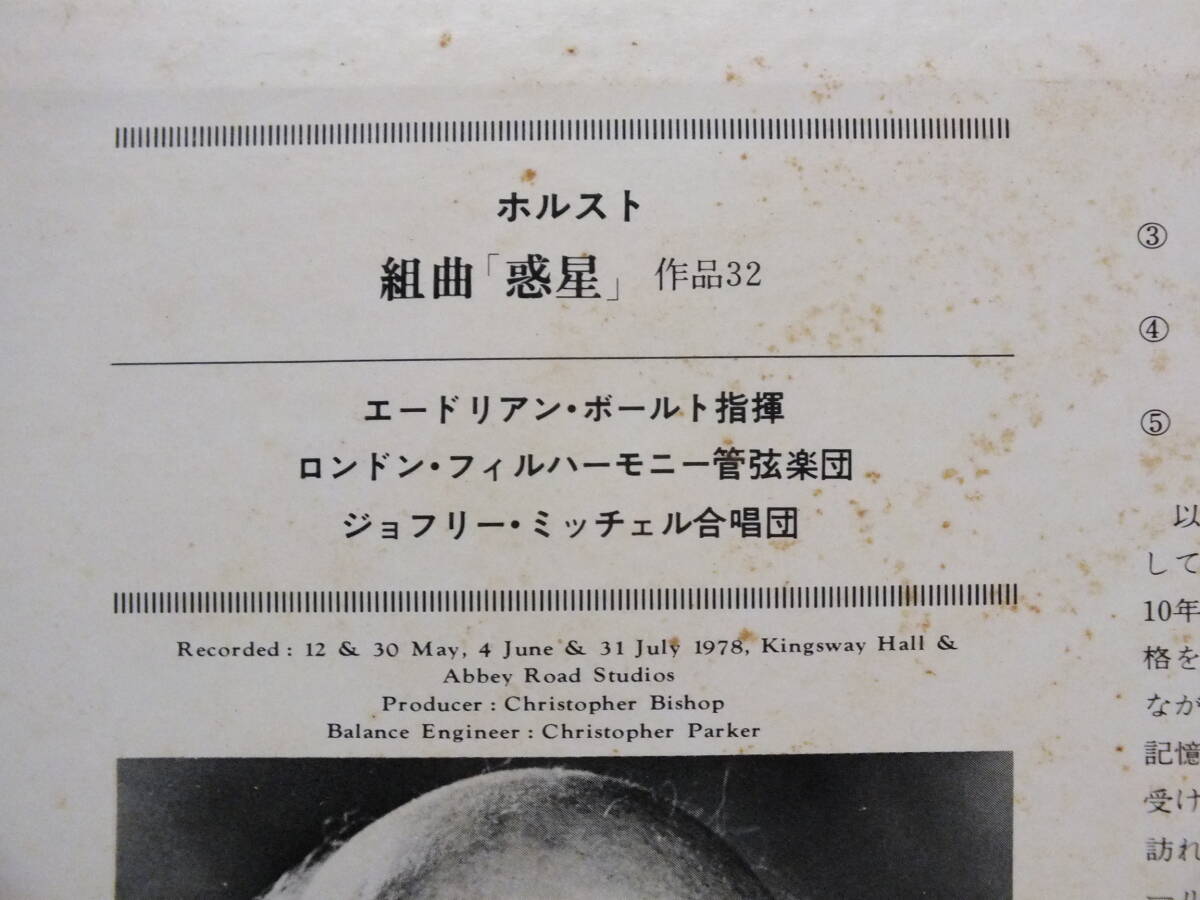 ホルスト
組曲「惑星」 作品32
エードリアン・ボールト指揮
ロンドン・フィルハーモニー管弦楽団
ジョフリー・ミッチェル合唱団
Recorded : 12 & 30 May, 4 June & 31 July 1978, Kingsway Hall &
Abbey Road Studios
Producer : Christopher Bishop
Balance Engineer : Christopher Parker
③
④
⑤
以
して
10年
格を
なが
記憶
受け
訪れ